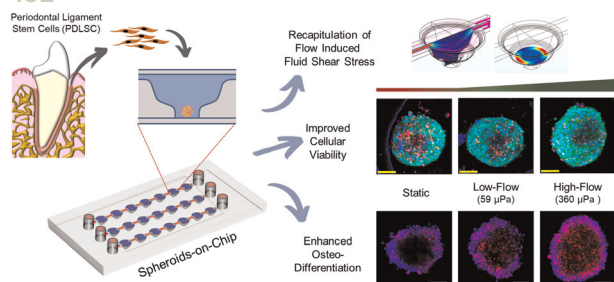 Periodontal Ligament
Stem Cells (PDLSC)
Recapitulation of
Flow Induced
Fluid Shear Stress
Improved
Cellular
Viability
Static
Low-Flow
(59 µPa)
High-Flow
(360 µPa )
Spheroids-on-Chip
Enhanced
Osteo-
Differentiation